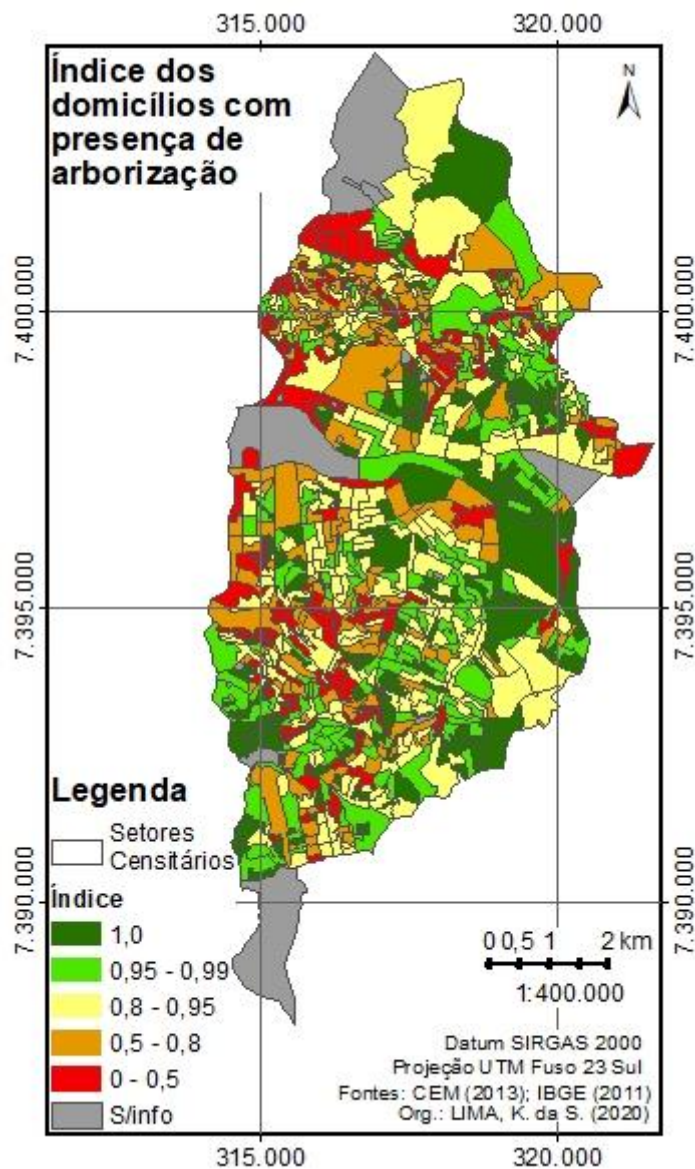 315.000 320.000
Índice dos
domicílios com
presença de
arborização
N
7.400.000 7.400.000
7.395.000 7.395.000
7.390.000 7.390.000
Legenda
Setores
Censitários
Índice
1,0
0,95 - 0,99
0,8 - 0,95
0,5 - 0,8
0 - 0,5
S/info
0 0,5 1 2 km
1:400.000
Datum SIRGAS 2000
Projeção UTM Fuso 23 Sul
Fontes: CEM (2013); IBGE (2011)
Org.: LIMA, K. da S. (2020)
315.000 320.000